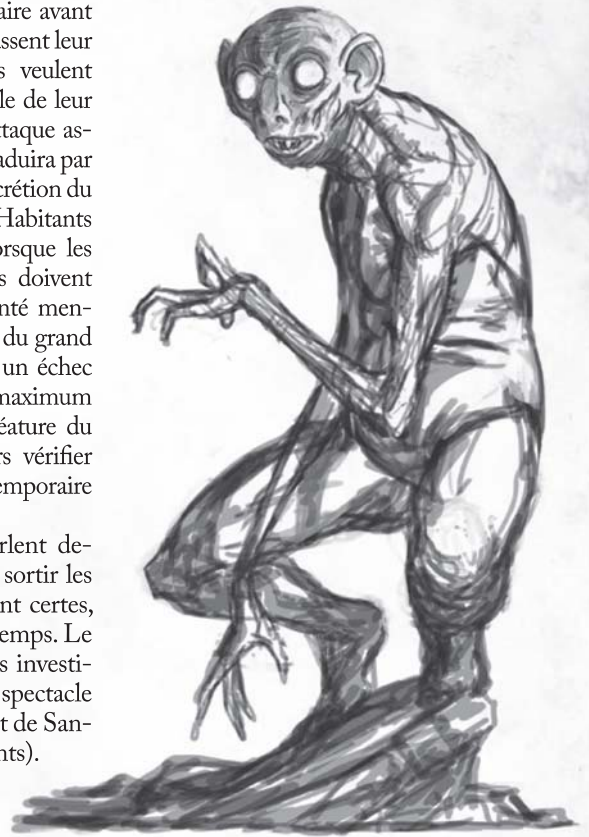 aire avant
ssent leur
s veulent
le de leur
ttaque as-
aduira par
crétion du
Habitants
orsque les
s doivent
nté men-
du grand
un échec
maximum
éature du
rs vérifier
emporaire
rlent de-
sortir les
nt certes,
emps. Le
s investi-
spectacle
t de San-
nts).